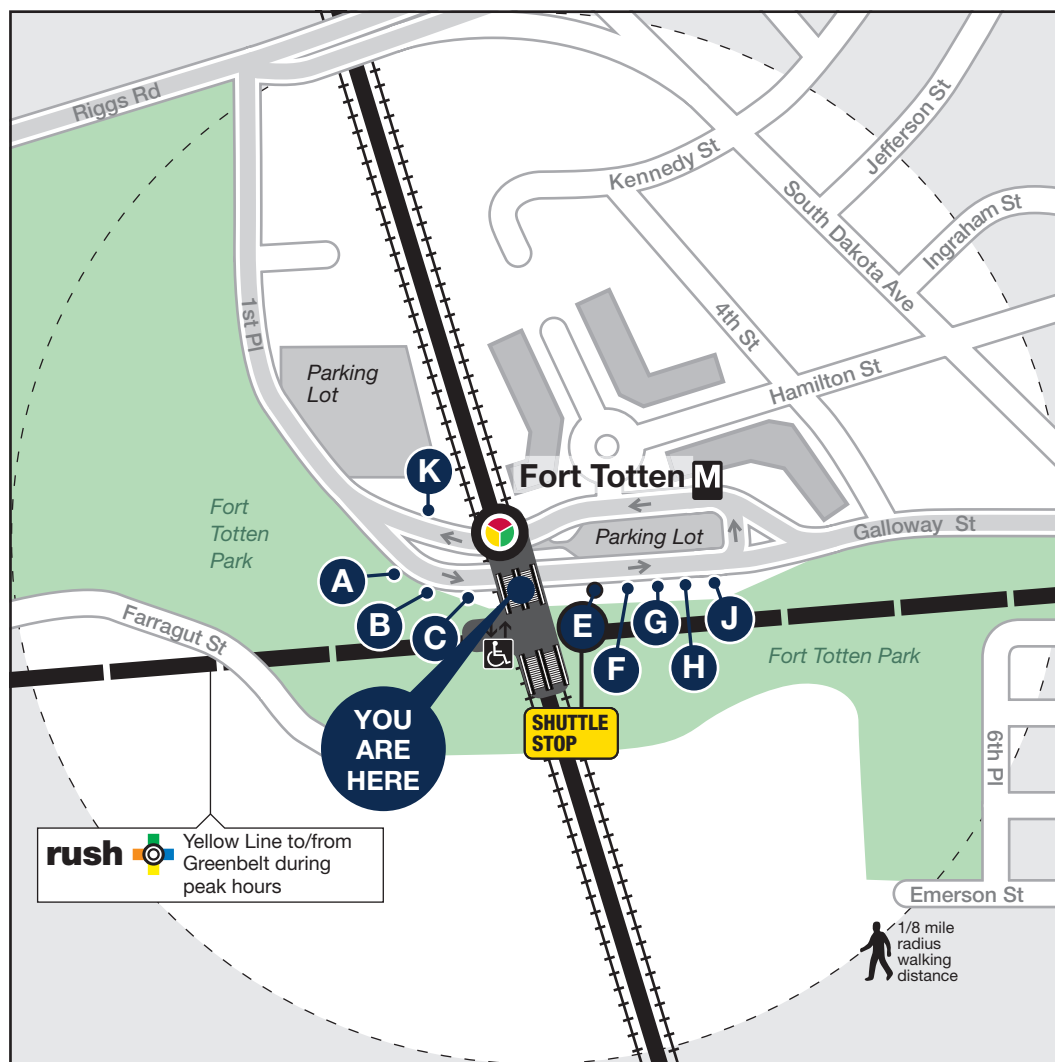 Riggs Rd
Jefferson St
Kennedy St
South Dakota Ave
Ingraham St
1st Pl
4th St
Parking
Lot
Hamilton St
K
Fort Totten M
Fort
Totten
Park
Parking Lot
Galloway St
A
B
C
E
F
G
H
J
Farragut St
Fort Totten Park
YOU
ARE
HERE
SHUTTLE
STOP
6th Pl
rush
Yellow Line to/from
Greenbelt during
peak hours
Emerson St
1/8 mile
radius
walking
distance